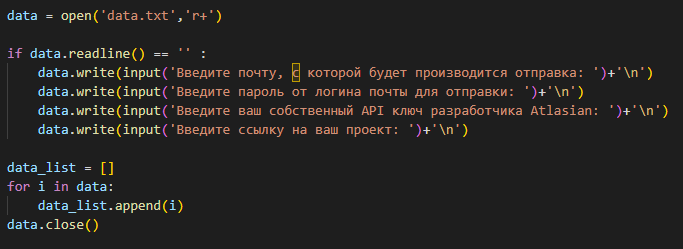 data = open('data.txt','r+')
if data.readline() == '' :
data.write(input('Введите почту, с которой будет производится отправка: ')+'\n')
data.write(input('Введите пароль от логина почты для отправки: ')+'\n')
data.write(input('Введите ваш собственный API ключ разработчика Atlasian: ')+'\n')
data.write(input('Введите ссылку на ваш проект: ')+'\n')
data_list = []
for i in data:
data_list.append(i)
data.close()